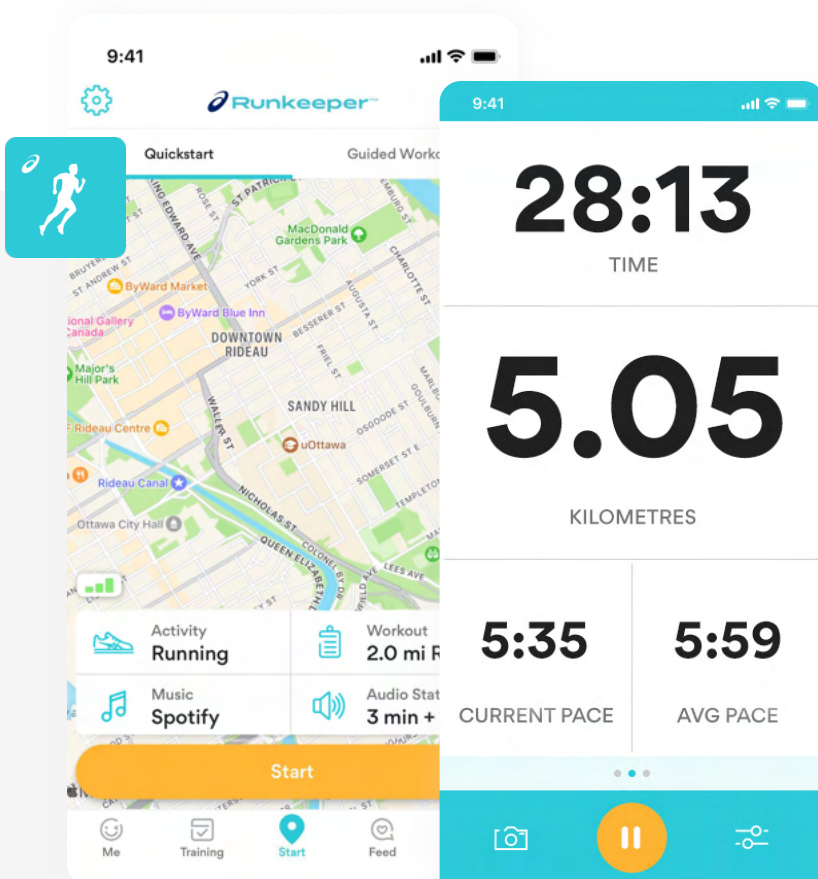 9:41
Runkeeper
Quickstart
Guided Worko
KING EDWARD AVE
ROSE ST
ST. PATRICK
CHARLOTTE ST
MacDonald
Gardens Park
BRUYERE
ST ANDREW ST
YORK ST
AUGUSTA ST
ByWard Market
ByWard Blue Inn
BESSERER ST
ional Gallery
Canada
DOWNTOWN
RIDEAU
FRIEL ST
Major's
Hill Park
MARLBO
GOULBURN
WALLER ST
SANDY HILL
OSGOODE ST
F Rideau Centre
uOttawa
SOMERSET ST E
Rideau Canal
NICHOLAS ST
TEMPLETON
Ottawa City Hall
COLONEL BY DR
QUEEN ELIZABETH
LEES AVE
Activity
Running
Workout
2.0 mi R
Music
Spotify
Audio Stat
3 min +
Start
Me
Training
Start
Feed
9:41
28:13
TIME
5.05
KILOMETRES
5:35
CURRENT PACE
5:59
AVG PACE